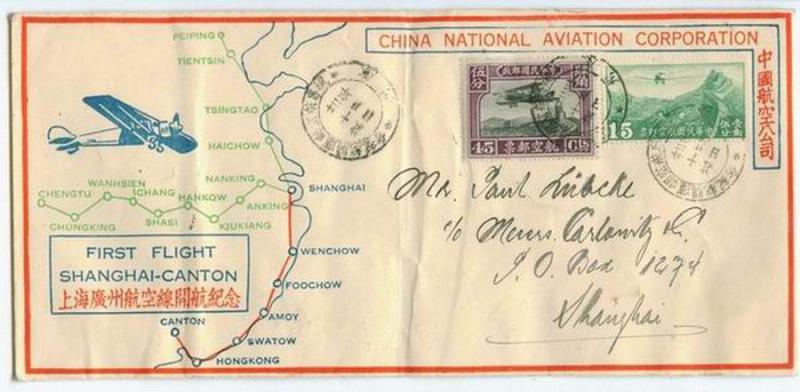 CHINA NATIONAL AVIATION CORPORATION
中國航空公司
PEIPING
TIENTSIN
TSINGTAO
HAICHOW
NANKING
SHANGHAI
WANHSIEN
ICHANG
HANKOW
ANKING
CHENGTU
CHUNGKING
SHASI
KIUKIANG
WENCHOW
FOOCHOW
AMOY
SWATOW
HONGKONG
CANTON
FIRST FLIGHT
SHANGHAI-CANTON
上海廣州航空線開航紀念
45 Cts
票郵空航
15
Mr. Paul Lübcke
c/o Messrs. Carlowitz & Co.
P. O. Box 1274
Shanghai